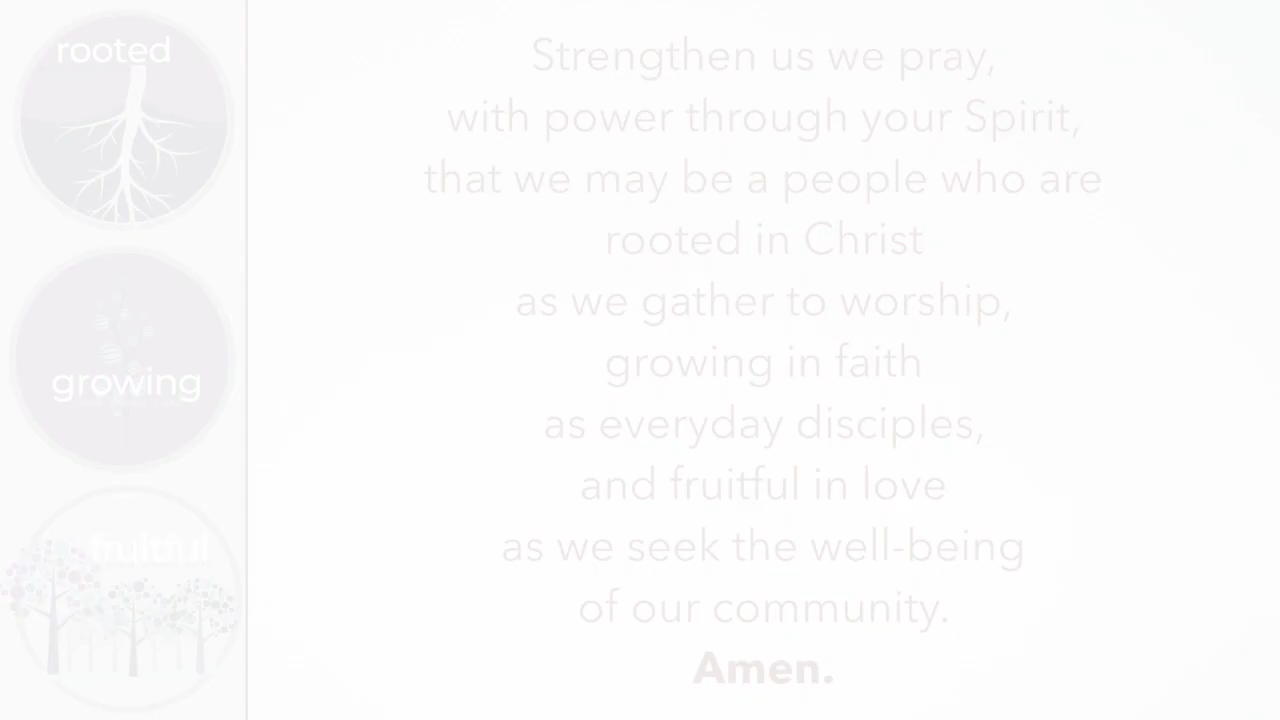 rooted
growing
fruitful
Strengthen us we pray,
with power through your Spirit,
that we may be a people who are
rooted in Christ
as we gather to worship,
growing in faith
as everyday disciples,
and fruitful in love
as we seek the well-being
of our community.
Amen.